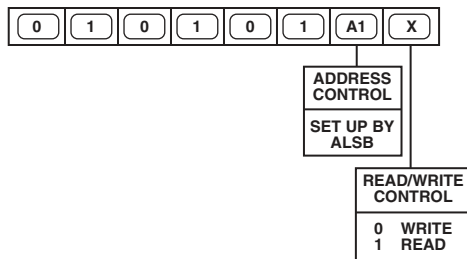 0 1 0 1 0 1 A1 X
ADDRESS
CONTROL
SET UP BY
ALSB
READ/WRITE
CONTROL
0 WRITE
1 READ